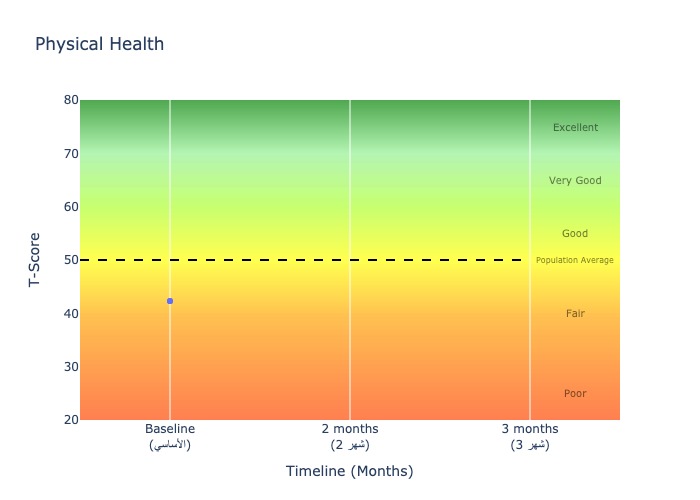 Physical Health
80
70
60
50
40
30
20
T-Score
Excellent
Very Good
Good
Population Average
Fair
Poor
Baseline
(الأساسي)
2 months
(2 شهر)
3 months
(3 شهر)
Timeline (Months)